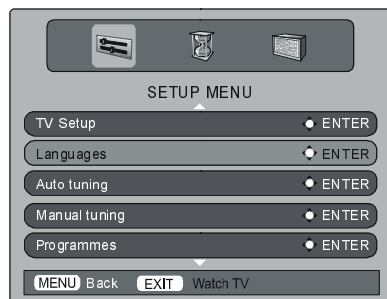 SETUP MENU
TV Setup ENTER
Languages ENTER
Auto tuning ENTER
Manual tuning ENTER
Programmes ENTER
MENU Back EXIT Watch TV